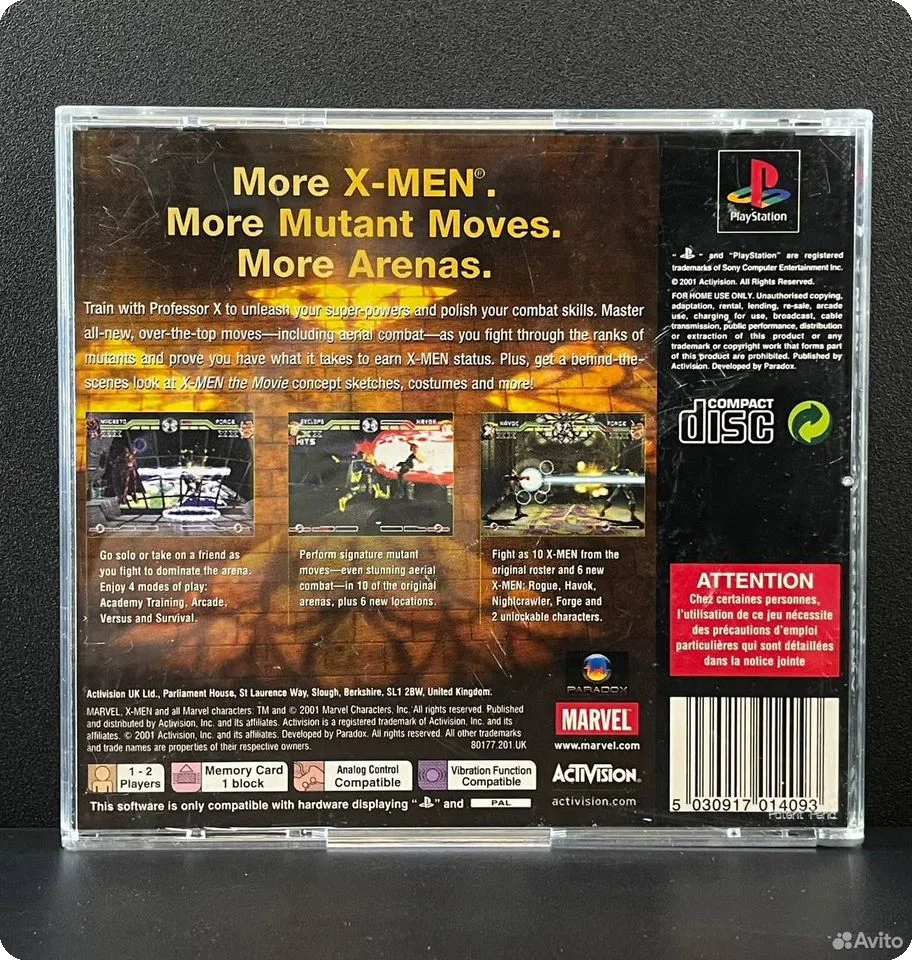 More X-MEN®.
More Mutant Moves.
More Arenas.
Train with Professor X to unleash your super-powers and polish your combat skills. Master
all-new, over-the-top moves—including aerial combat—as you fight through the ranks of
mutants and prove you have what it takes to earn X-MEN status. Plus, get a behind-the-
scenes look at X-MEN the Movie concept sketches, costumes and more!
MAGNETO FORGE
CYCLOPS HAVOK
HITS
HAVOK FORGE
Go solo or take on a friend as
you fight to dominate the arena.
Enjoy 4 modes of play:
Academy Training, Arcade,
Versus and Survival.
Perform signature mutant
moves—even stunning aerial
combat—in 10 of the original
arenas, plus 6 new locations.
Fight as 10 X-MEN from the
original roster and 6 new
X-MEN: Rogue, Havok,
Nightcrawler, Forge and
2 unlockable characters.
PARADOX
Activision UK Ltd., Parliament House, St Laurence Way, Slough, Berkshire, SL1 2BW, United Kingdom.
MARVEL, X-MEN and all Marvel characters: TM and © 2001 Marvel Characters, Inc. All rights reserved. Published
and distributed by Activision, Inc. and its affiliates. Activision is a registered trademark of Activision, Inc. and its
affiliates. © 2001 Activision, Inc. and its affiliates. Developed by Paradox. All rights reserved. All other trademarks
and trade names are properties of their respective owners. 80177.201.UK
MARVEL
www.marvel.com
1 - 2
Players
Memory Card
1 block
Analog Control
Compatible
Vibration Function
Compatible
ACTIVISION.
activision.com
This software is only compatible with hardware displaying " " and PAL
PlayStation
" " and "PlayStation" are registered
trademarks of Sony Computer Entertainment Inc.
© 2001 Activision. All Rights Reserved.
FOR HOME USE ONLY. Unauthorised copying,
adaptation, rental, lending, re-sale, arcade
use, charging for use, broadcast, cable
transmission, public performance, distribution
or extraction of this product or any
trademark or copyright work that forms part
of this product are prohibited. Published by
Activision. Developed by Paradox.
COMPACT
disc
ATTENTION
Chez certaines personnes,
l'utilisation de ce jeu nécessite
des précautions d'emploi
particulières qui sont détaillées
dans la notice jointe
5 030917 014093
Patent Pend
Avito